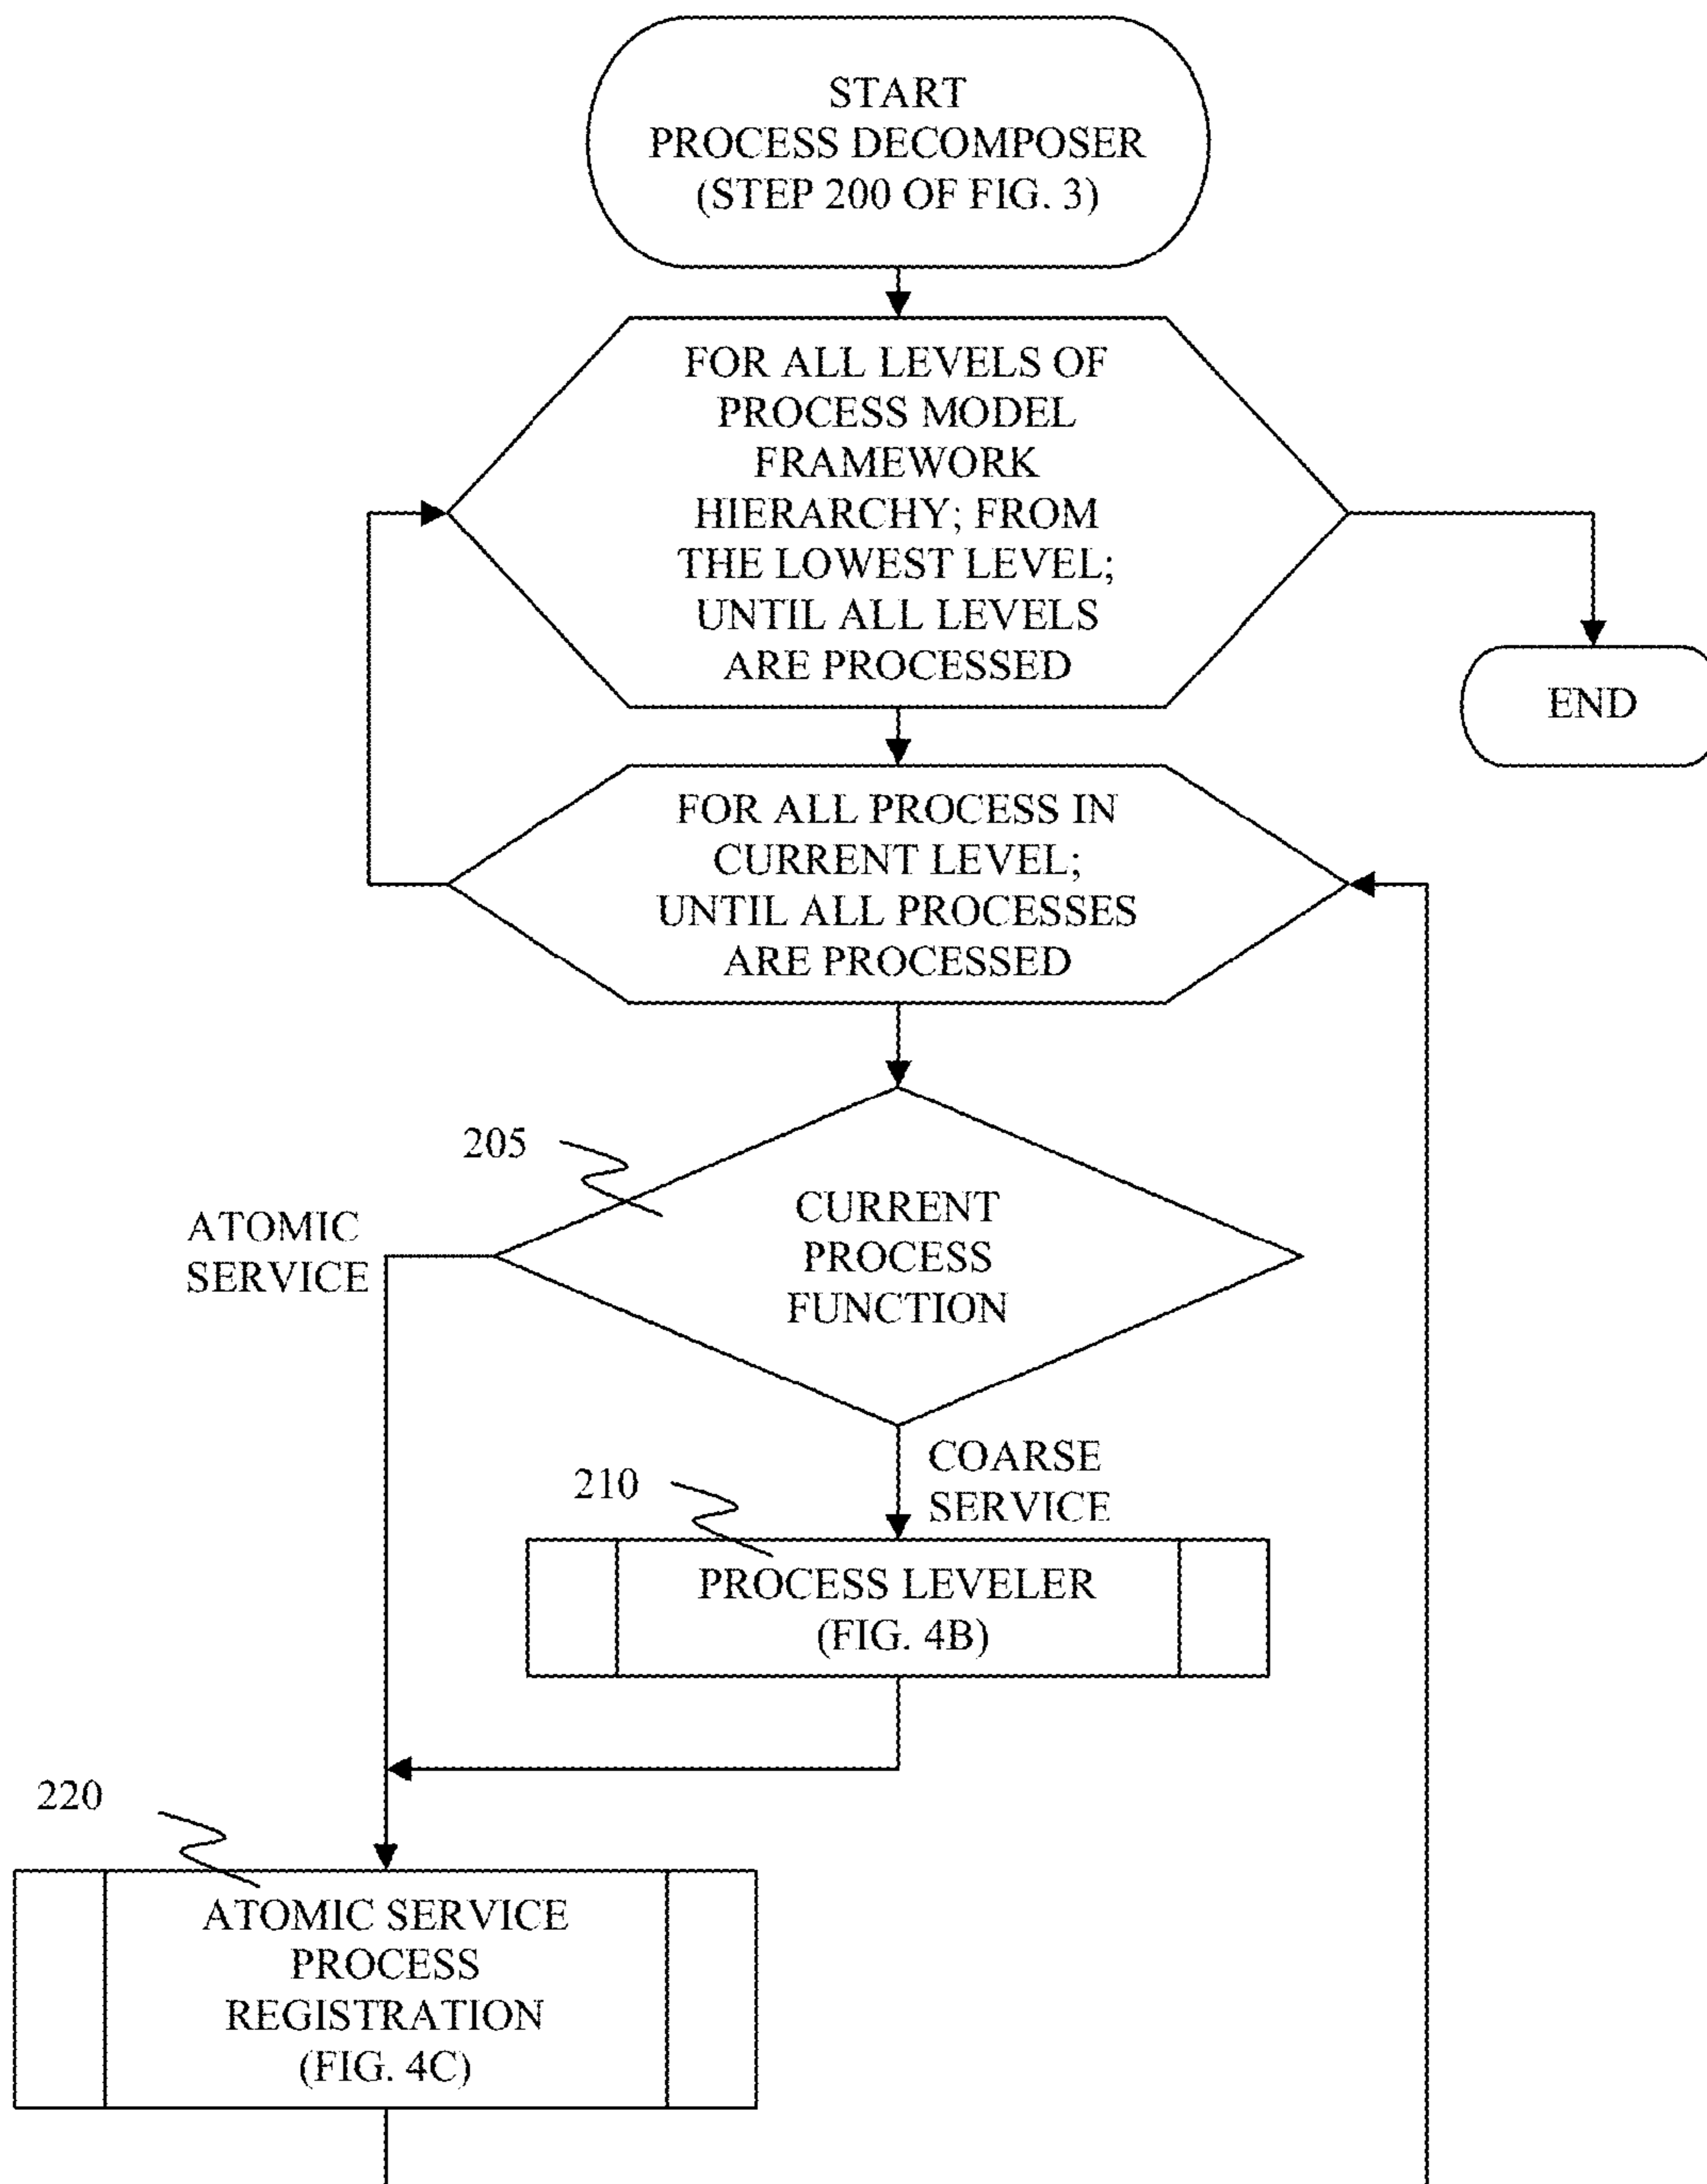 START
PROCESS DECOMPOSER
(STEP 200 OF FIG. 3)
FOR ALL LEVELS OF
PROCESS MODEL
FRAMEWORK
HIERARCHY; FROM
THE LOWEST LEVEL;
UNTIL ALL LEVELS
ARE PROCESSED
END
FOR ALL PROCESS IN
CURRENT LEVEL;
UNTIL ALL PROCESSES
ARE PROCESSED
205
CURRENT
PROCESS
FUNCTION
ATOMIC
SERVICE
COARSE
SERVICE
210
PROCESS LEVELER
(FIG. 4B)
220
ATOMIC SERVICE
PROCESS
REGISTRATION
(FIG. 4C)